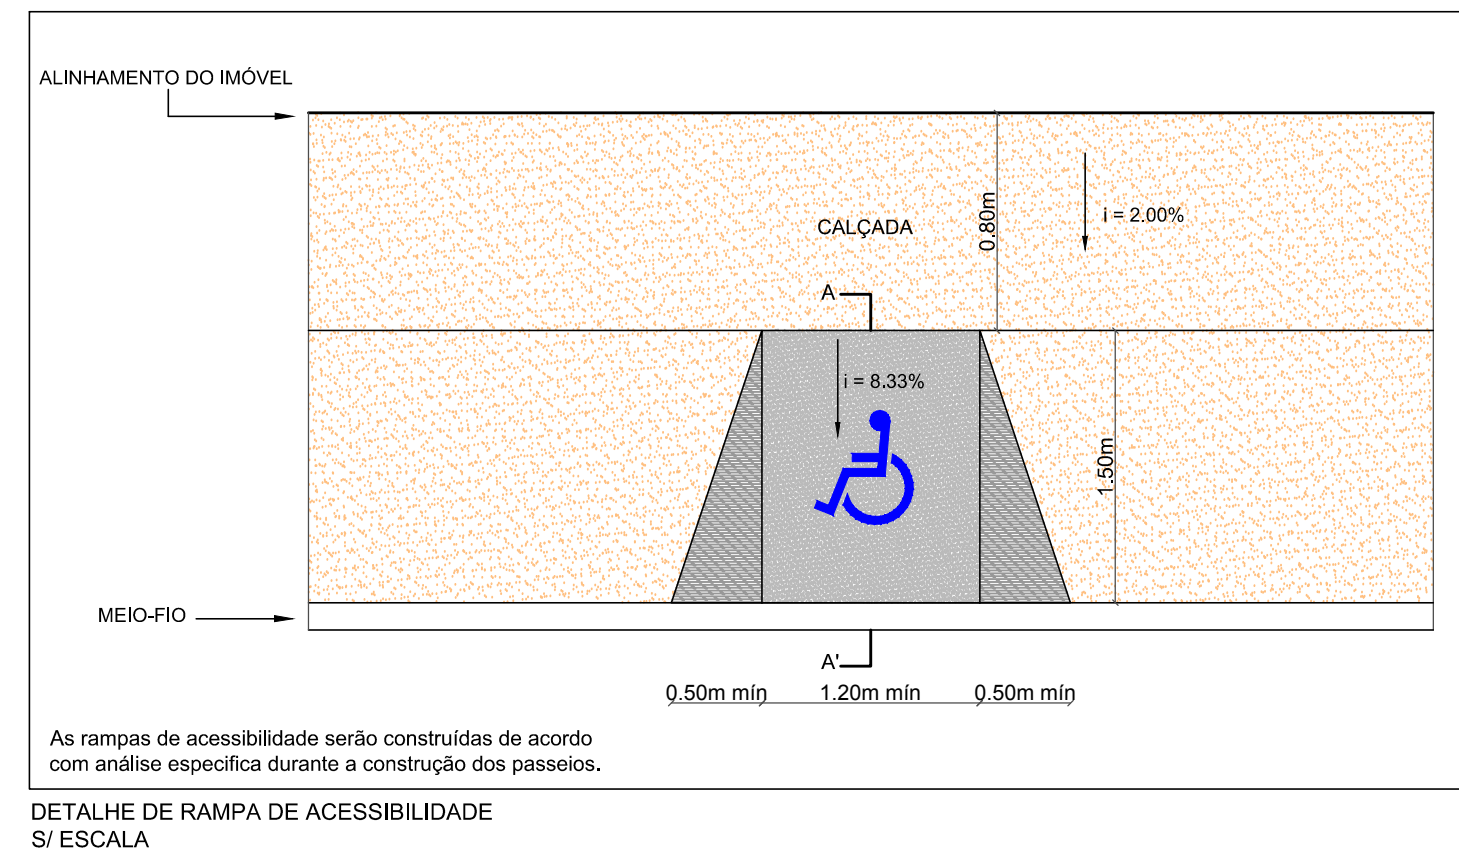 ALINHAMENTO DO IMÓVEL
CALÇADA
0.80m
i = 2.00%
A
i = 8.33%
1.50m
MEIO-FIO
A'
0.50m mín
1.20m mín
0.50m mín
As rampas de acessibilidade serão construídas de acordo
com análise especifica durante a construção dos passeios.
DETALHE DE RAMPA DE ACESSIBILIDADE
S/ ESCALA